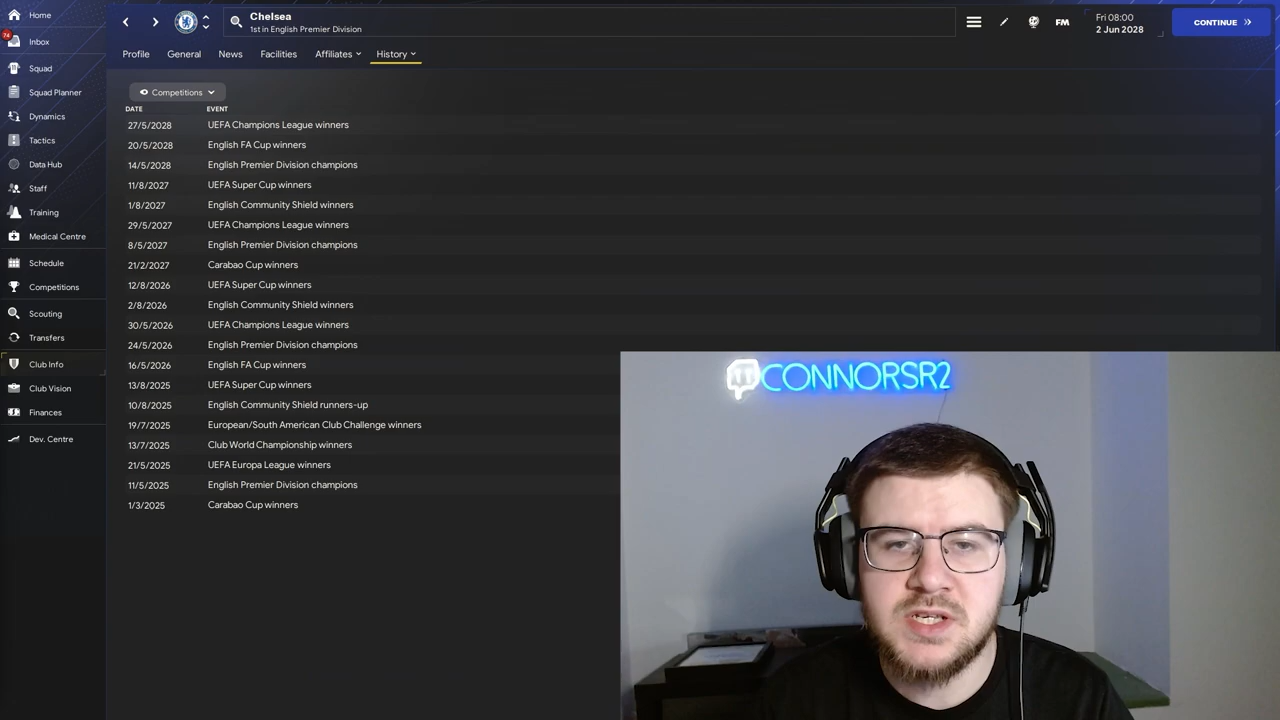 Home
74
Inbox
Squad
Squad Planner
Dynamics
Tactics
Data Hub
Staff
Training
Medical Centre
Schedule
Competitions
Scouting
Transfers
Club Info
Club Vision
Finances
Dev. Centre
Chelsea
1st in English Premier Division
FM
Fri 08:00
2 Jun 2028
CONTINUE
Profile General News Facilities Affiliates History
Competitions
DATE EVENT
27/5/2028 UEFA Champions League winners
20/5/2028 English FA Cup winners
14/5/2028 English Premier Division champions
11/8/2027 UEFA Super Cup winners
1/8/2027 English Community Shield winners
29/5/2027 UEFA Champions League winners
8/5/2027 English Premier Division champions
21/2/2027 Carabao Cup winners
12/8/2026 UEFA Super Cup winners
2/8/2026 English Community Shield winners
30/5/2026 UEFA Champions League winners
24/5/2026 English Premier Division champions
16/5/2026 English FA Cup winners
13/8/2025 UEFA Super Cup winners
10/8/2025 English Community Shield runners-up
19/7/2025 European/South American Club Challenge winners
13/7/2025 Club World Championship winners
21/5/2025 UEFA Europa League winners
11/5/2025 English Premier Division champions
1/3/2025 Carabao Cup winners
CONNORSR2